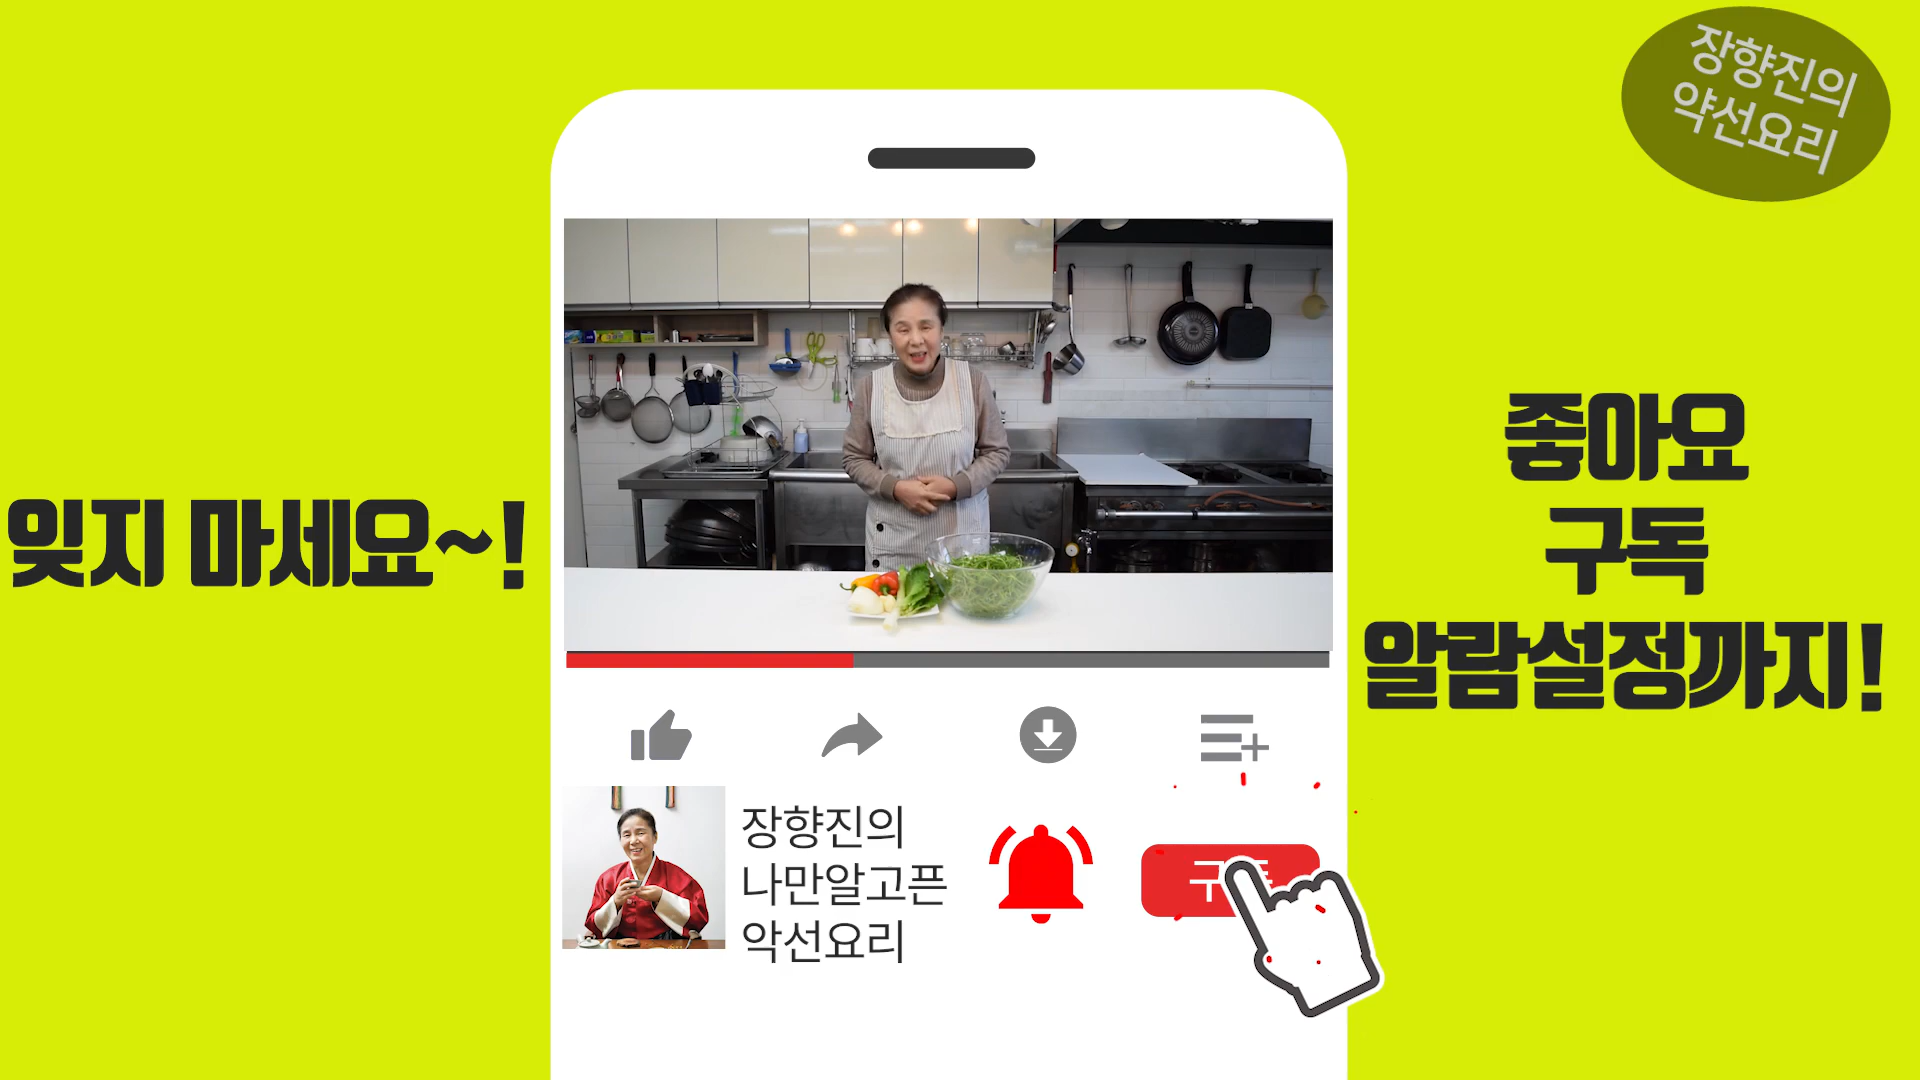 장향진의
약선요리
잊지 마세요~!
좋아요
구독
알람설정까지!
장향진의
나만알고픈
악선요리